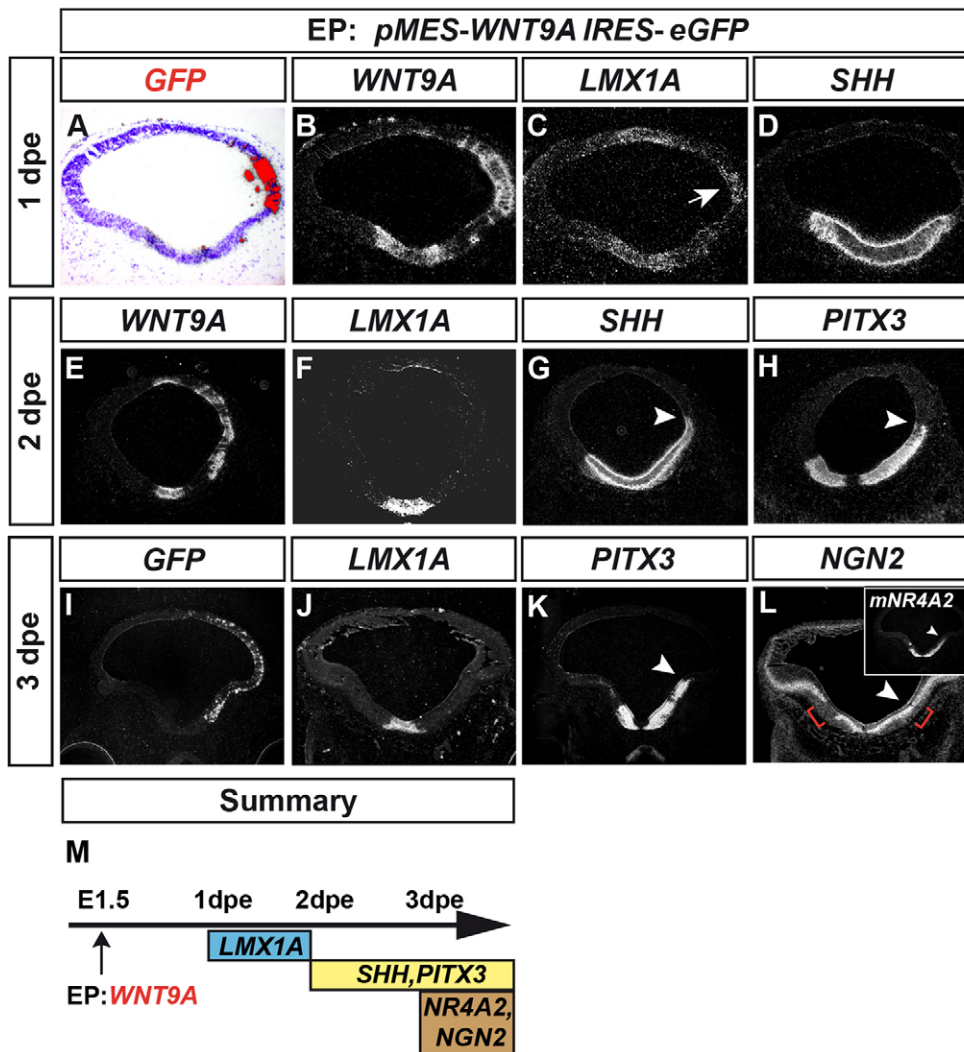 EP: pMES-WNT9A IRES- eGFP
1 dpe
GFP
WNT9A
LMX1A
SHH
A
B
C
D
2 dpe
WNT9A
LMX1A
SHH
PITX3
E
F
G
H
3 dpe
GFP
LMX1A
PITX3
NGN2
I
J
K
L
mNR4A2
Summary
M
E1.5
1dpe
2dpe
3dpe
LMX1A
SHH,PITX3
EP:WNT9A
NR4A2,
NGN2